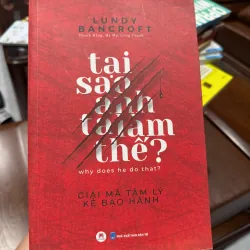 LUNDY
BANCROFT
tại
sao
anh
ta làm
thế?
why does he do that?
GIẢI MÃ TÂM LÝ
KẺ BẠO HÀNH